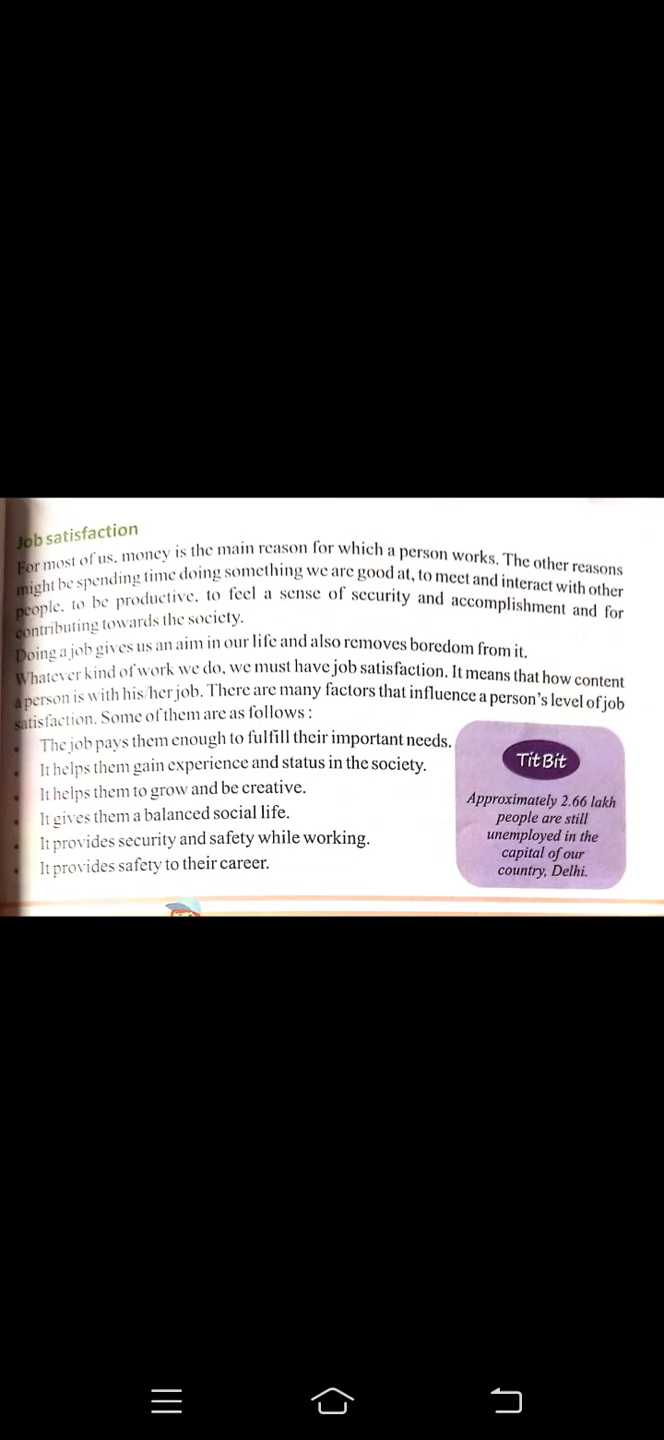 Job satisfaction
For most of us, money is the main reason for which a person works. The other reasons
might be spending time doing something we are good at, to meet and interact with other
people, to be productive, to feel a sense of security and accomplishment and for
contributing towards the society.
Doing a job gives us an aim in our life and also removes boredom from it.
Whatever kind of work we do, we must have job satisfaction. It means that how content
a person is with his/her job. There are many factors that influence a person's level of job
satisfaction. Some of them are as follows :
• The job pays them enough to fulfill their important needs.
• It helps them gain experience and status in the society.
• It helps them to grow and be creative.
• It gives them a balanced social life.
• It provides security and safety while working.
• It provides safety to their career.
TitBit
Approximately 2.66 lakh
people are still
unemployed in the
capital of our
country, Delhi.